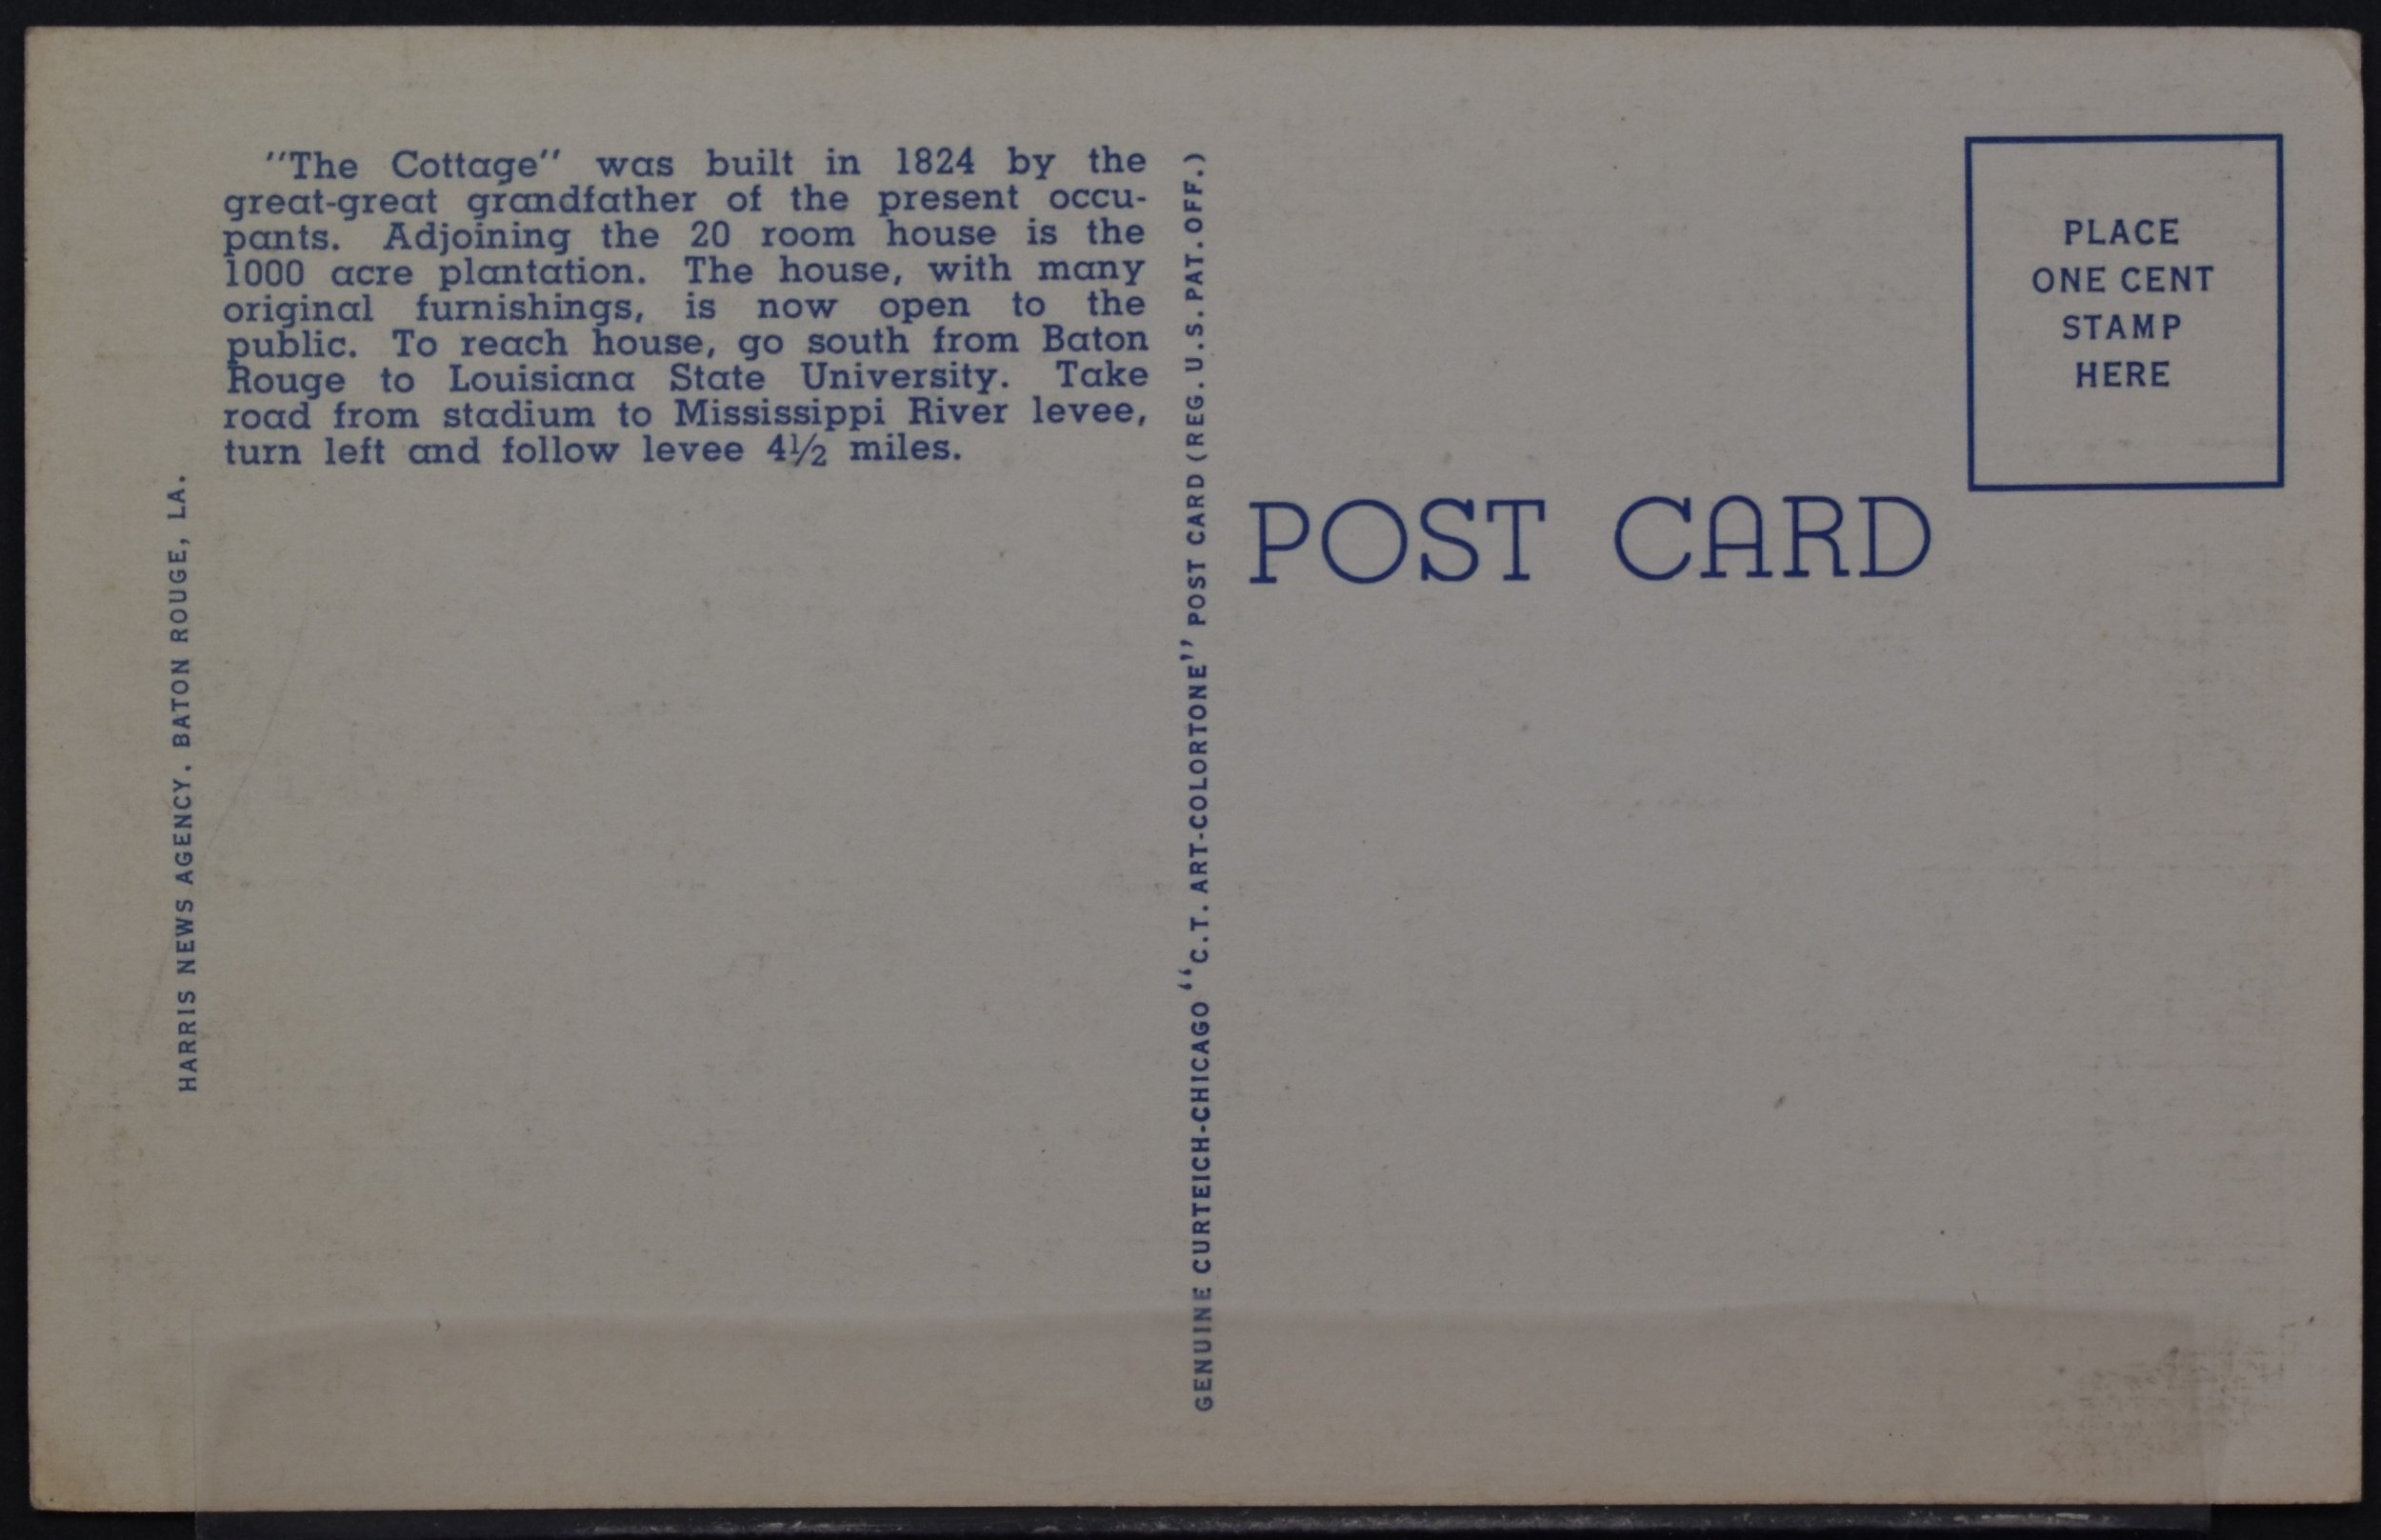 "The Cottage" was built in 1824 by the
great-great grandfather of the present occu-
pants. Adjoining the 20 room house is the
1000 acre plantation. The house, with many
original furnishings, is now open to the
public. To reach house, go south from Baton
Rouge to Louisiana State University. Take
road from stadium to Mississippi River levee,
turn left and follow levee 4½ miles.
HARRIS NEWS AGENCY. BATON ROUGE, LA.
GENUINE CURTEICH-CHICAGO "C.T. ART-COLORTONE" POST CARD (REG. U.S. PAT. OFF.)
POST CARD
PLACE
ONE CENT
STAMP
HERE